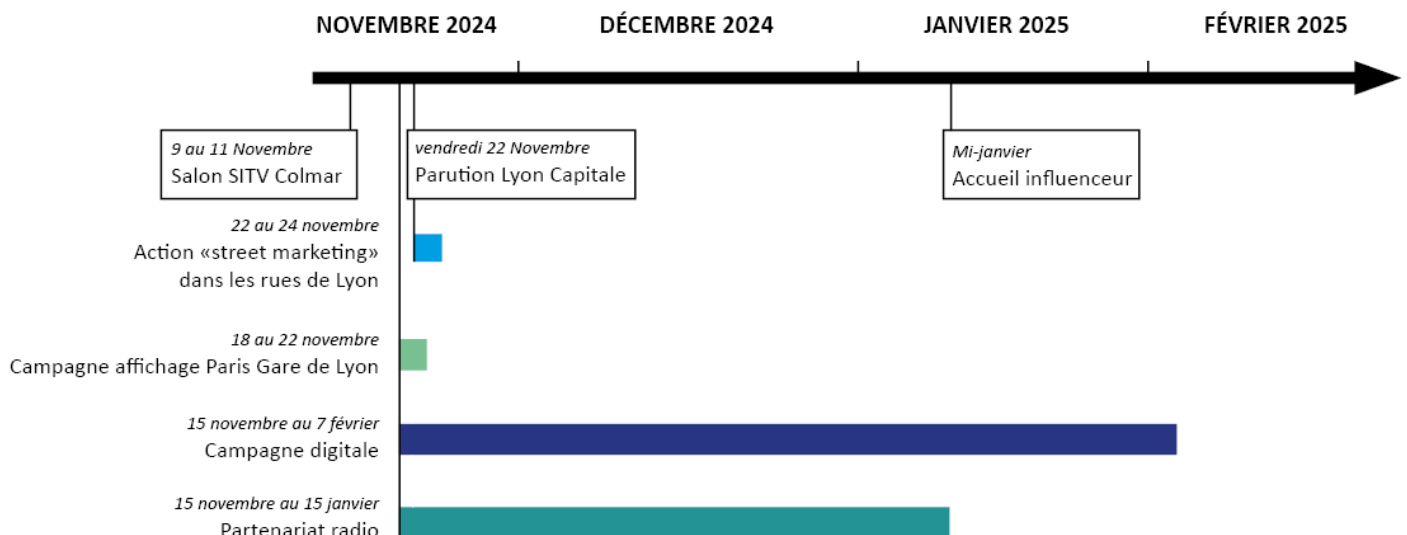 NOVEMBRE 2024
DÉCEMBRE 2024
JANVIER 2025
FÉVRIER 2025
9 au 11 Novembre
Salon SITV Colmar
vendredi 22 Novembre
Parution Lyon Capitale
Mi-janvier
Accueil influenceur
22 au 24 novembre
Action «street marketing»
dans les rues de Lyon
18 au 22 novembre
Campagne affichage Paris Gare de Lyon
15 novembre au 7 février
Campagne digitale
15 novembre au 15 janvier
Partenariat radio